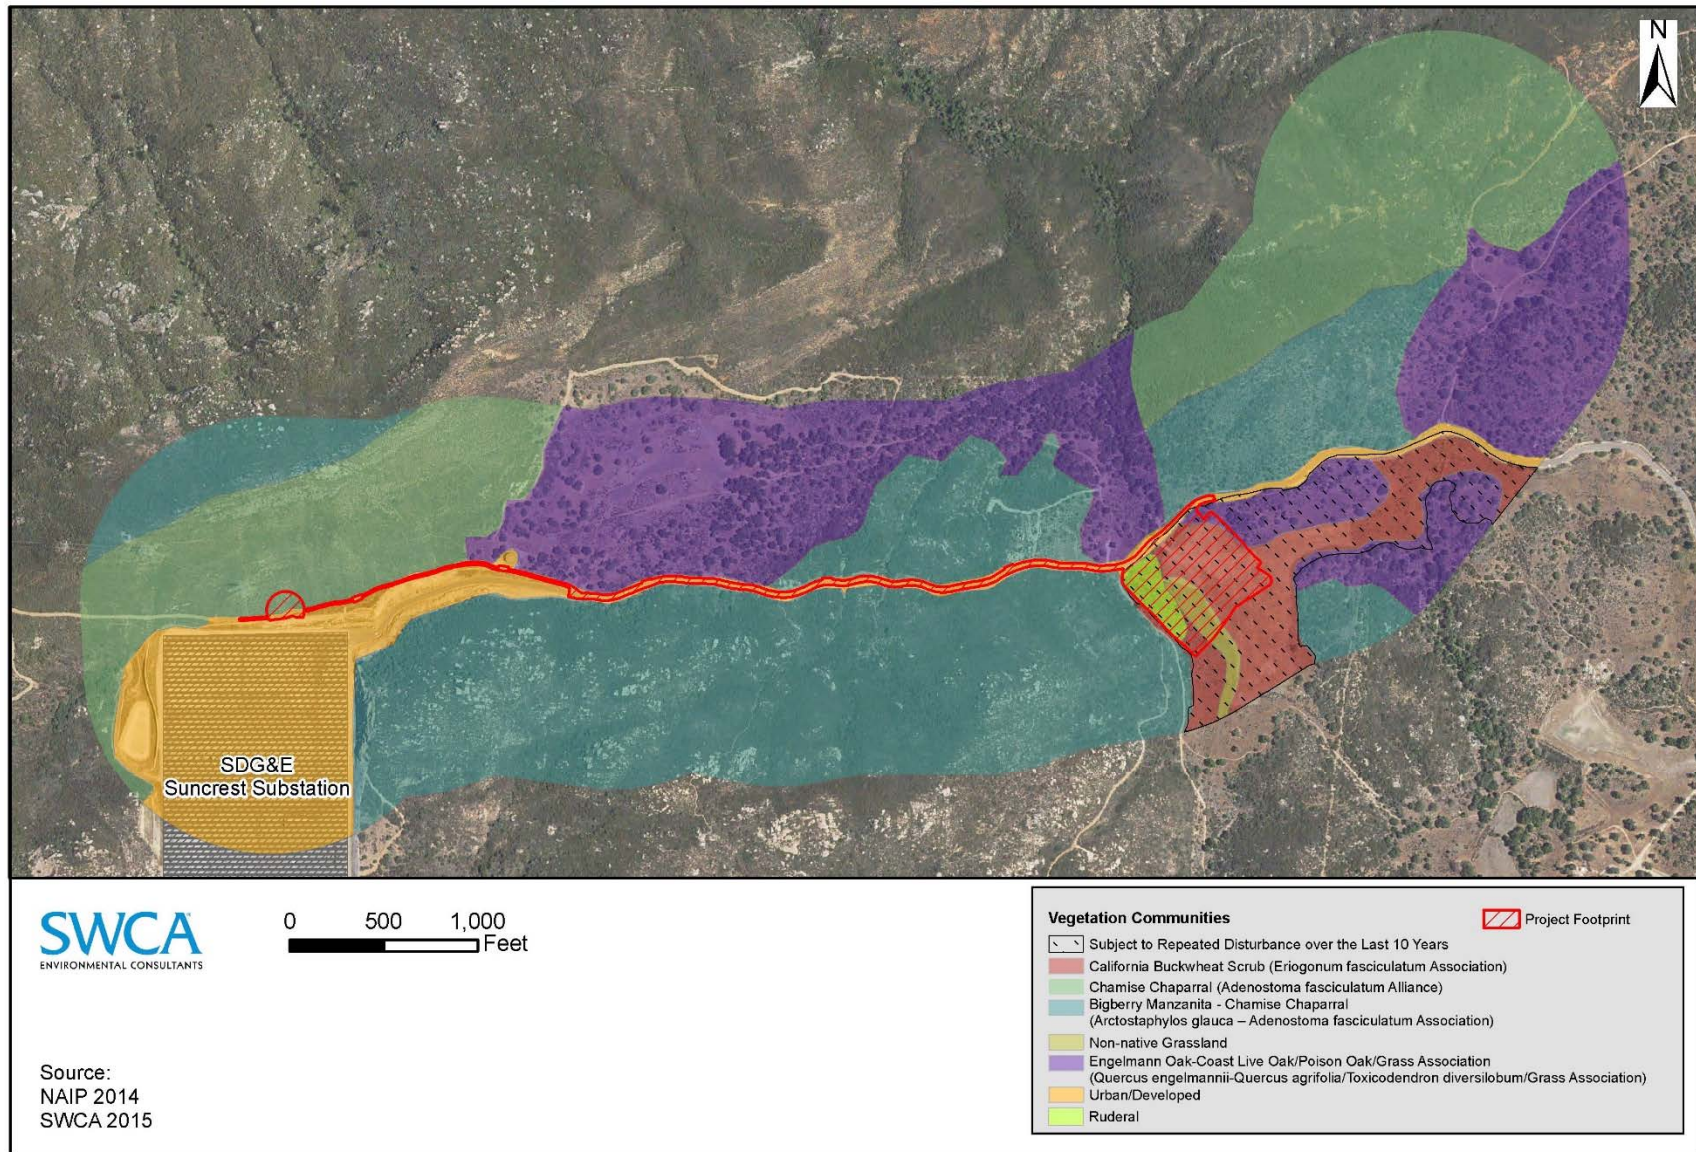 N
SDG&E
Suncrest Substation
SWCA
ENVIRONMENTAL CONSULTANTS
0 500 1,000
Feet
Source:
NAIP 2014
SWCA 2015
Vegetation Communities
Project Footprint
Subject to Repeated Disturbance over the Last 10 Years
California Buckwheat Scrub (Eriogonum fasciculatum Association)
Chamise Chaparral (Adenostoma fasciculatum Alliance)
Bigberry Manzanita - Chamise Chaparral
(Arctostaphylos glauca – Adenostoma fasciculatum Association)
Non-native Grassland
Engelmann Oak-Coast Live Oak/Poison Oak/Grass Association
(Quercus engelmannii-Quercus agrifolia/Toxicodendron diversilobum/Grass Association)
Urban/Developed
Ruderal